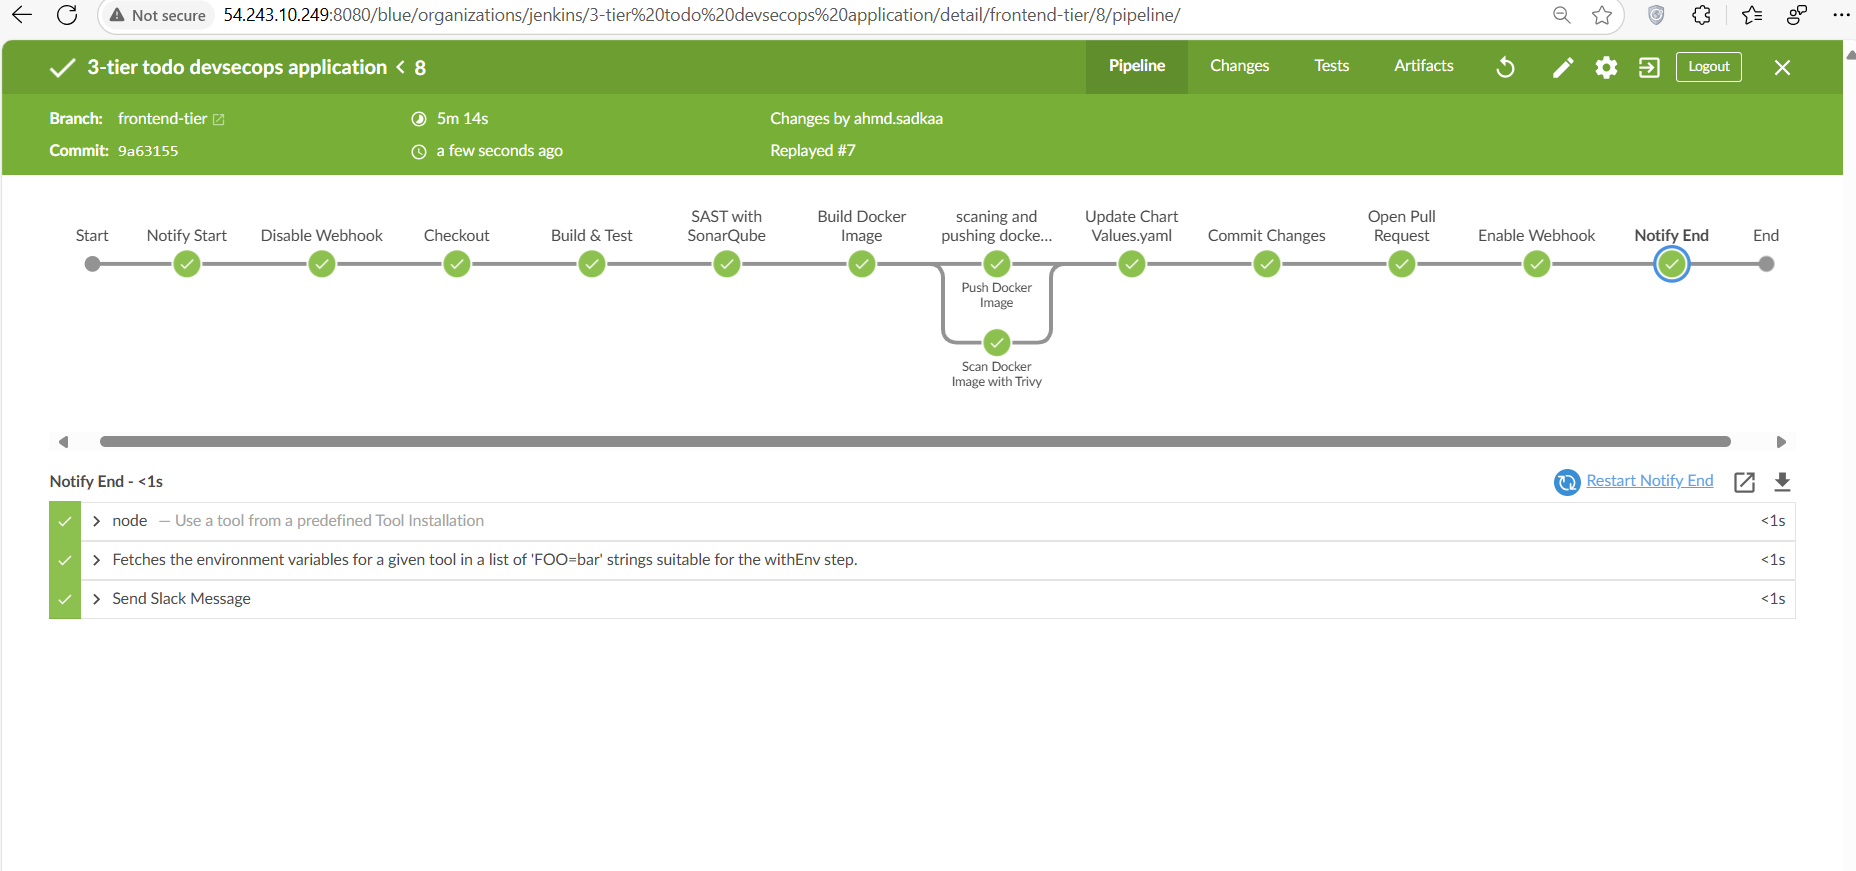 Not secure 54.243.10.249:8080/blue/organizations/jenkins/3-tier%20todo%20devsecops%20application/detail/frontend-tier/8/pipeline/
3-tier todo devsecops application < 8
Pipeline
Changes
Tests
Artifacts
Logout
Branch: frontend-tier
5m 14s
Changes by ahmd.sadkaa
Commit: 9a63155
a few seconds ago
Replayed #7
Start
Notify Start
Disable Webhook
Checkout
Build & Test
SAST with
SonarQube
Build Docker
Image
scaning and
pushing docke...
Update Chart
Values.yaml
Commit Changes
Open Pull
Request
Enable Webhook
Notify End
End
Push Docker
Image
Scan Docker
Image with Trivy
Notify End - <1s
Restart Notify End
node — Use a tool from a predefined Tool Installation <1s
Fetches the environment variables for a given tool in a list of 'FOO=bar' strings suitable for the withEnv step. <1s
Send Slack Message <1s